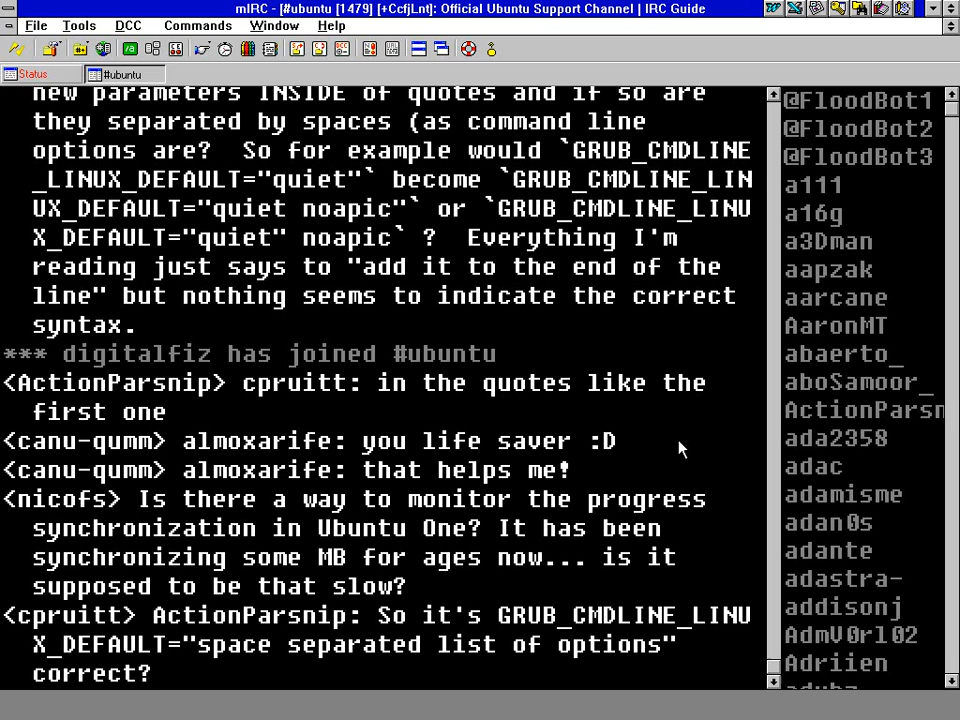 mIRC - [#ubuntu [1479] [+CcfjLnt]: Official Ubuntu Support Channel | IRC Guide
File Tools DCC Commands Window Help
Status #ubuntu
new parameters INSIDE of quotes and if so are
they separated by spaces (as command line
options are?  So for example would `GRUB_CMDLINE
_LINUX_DEFAULT="quiet"` become `GRUB_CMDLINE_LIN
UX_DEFAULT="quiet noapic"` or `GRUB_CMDLINE_LINU
X_DEFAULT="quiet" noapic` ?  Everything I'm
reading just says to "add it to the end of the
line" but nothing seems to indicate the correct
syntax.
*** digitalfiz has joined #ubuntu
<ActionParsnip> cpruitt: in the quotes like the
first one
<canu-qumm> almoxarife: you life saver :D
<canu-qumm> almoxarife: that helps me!
<nicofs> Is there a way to monitor the progress
synchronization in Ubuntu One? It has been
synchronizing some MB for ages now... is it
supposed to be that slow?
<cpruitt> ActionParsnip: So it's GRUB_CMDLINE_LINU
X_DEFAULT="space separated list of options"
correct?
@FloodBot1
@FloodBot2
@FloodBot3
a111
a16g
a3Dman
aapzak
aarcane
AaronMT
abaerto_
aboSamoor_
ActionParsn
ada2358
adac
adamisme
adan0s
adante
adastra-
addisonj
AdmV0rl02
Adriien